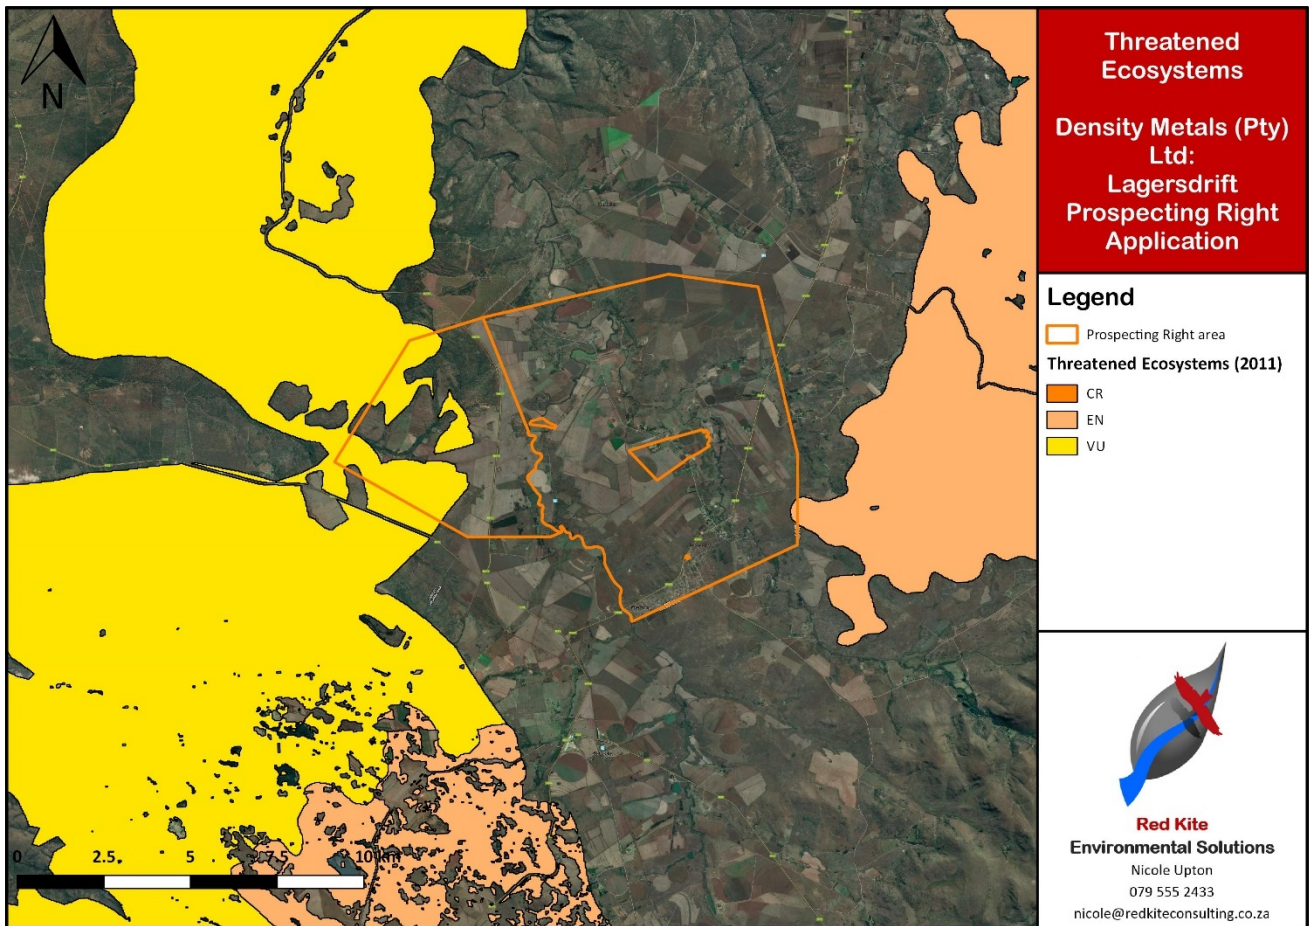 N
0
2.5
5
7.5
10 km
Threatened
Ecosystems
Density Metals (Pty)
Ltd:
Lagersdrift
Prospecting Right
Application
Legend
Prospecting Right area
Threatened Ecosystems (2011)
CR
EN
VU
Red Kite
Environmental Solutions
Nicole Upton
079 555 2433
nicole@redkiteconsulting.co.za